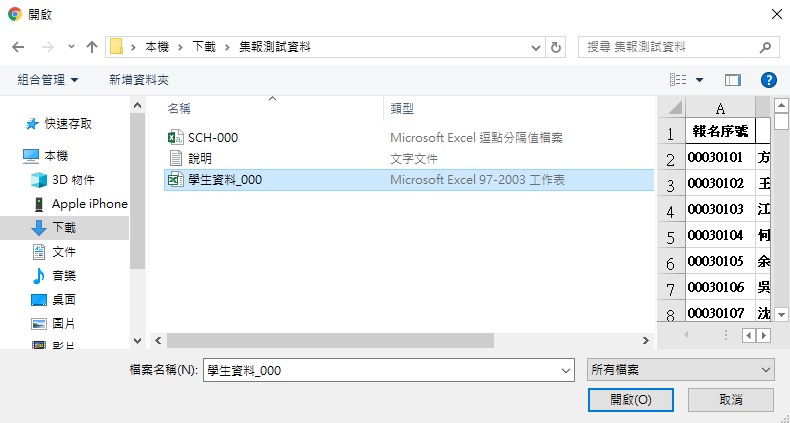 開啟
本機 › 下載 › 集報測試資料
搜尋 集報測試資料
組合管理
新增資料夾
快速存取
本機
3D 物件
Apple iPhone
下載
文件
音樂
桌面
圖片
影片
名稱
類型
SCH-000
Microsoft Excel 逗點分隔值檔案
說明
文字文件
學生資料_000
Microsoft Excel 97-2003 工作表
A
1 報名序號
2 00030101 方
3 00030102 王
4 00030103 江
5 00030104 何
6 00030105 余
7 00030106 吳
8 00030107 沈
檔案名稱(N):
學生資料_000
所有檔案
開啟(O)
取消